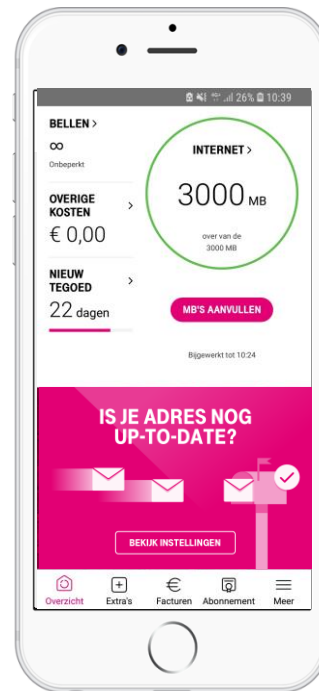 26% 10:39
BELLEN >
∞
Onbeperkt
INTERNET >
3000 MB
over van de
3000 MB
OVERIGE
KOSTEN >
€ 0,00
NIEUW
TEGOED >
22 dagen
MB'S AANVULLEN
Bijgewerkt tot 10:24
IS JE ADRES NOG
UP-TO-DATE?
BEKIJK INSTELLINGEN
Overzicht Extra's Facturen Abonnement Meer